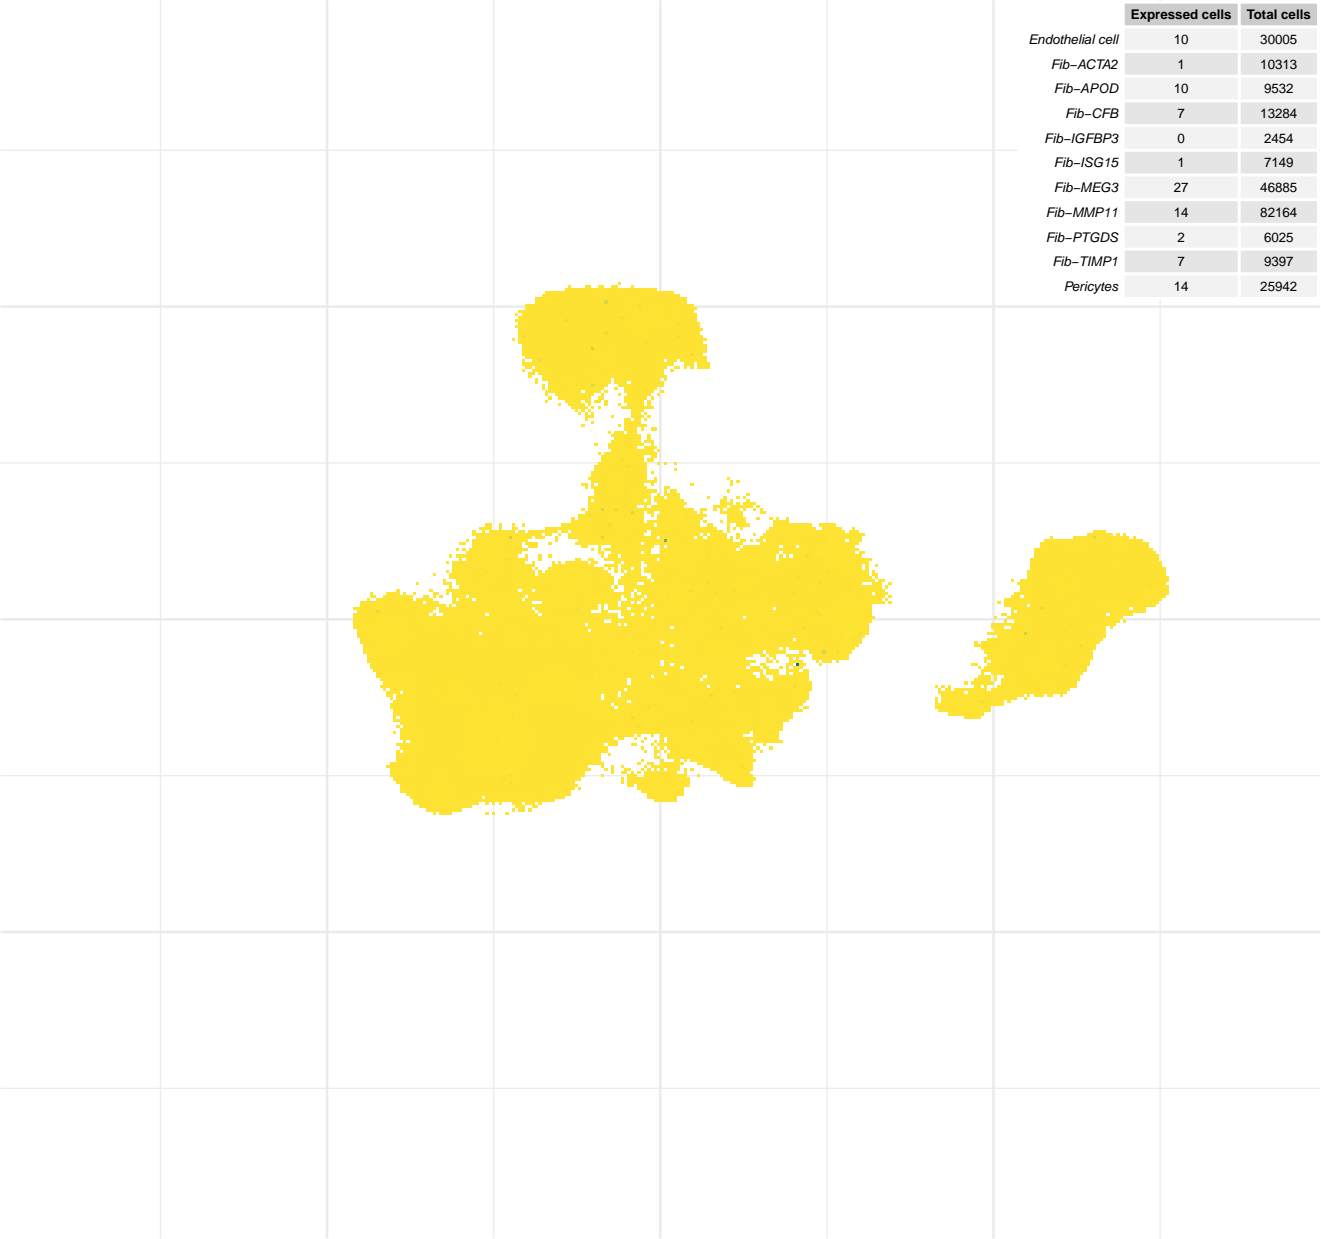 Expressed cells Total cells
Endothelial cell 10 30005
Fib−ACTA2 1 10313
Fib−APOD 10 9532
Fib−CFB 7 13284
Fib−IGFBP3 0 2454
Fib−ISG15 1 7149
Fib−MEG3 27 46885
Fib−MMP11 14 82164
Fib−PTGDS 2 6025
Fib−TIMP1 7 9397
Pericytes 14 25942